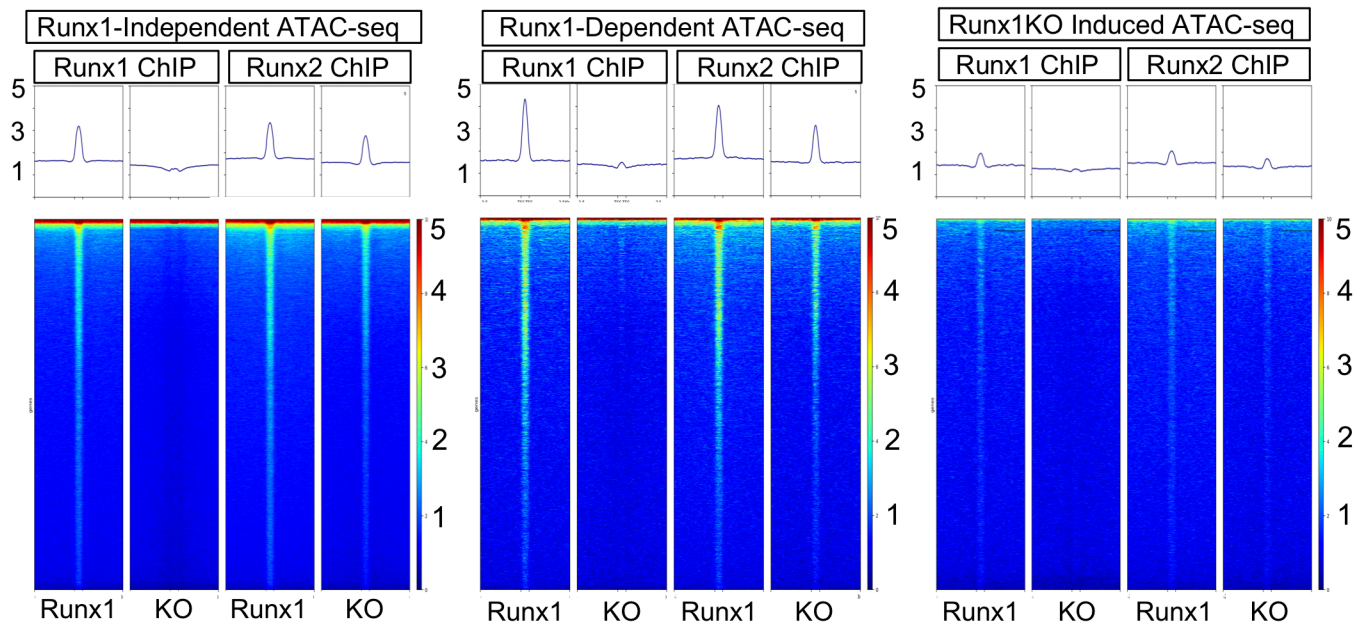 Runx1-Independent ATAC-seq
Runx1 ChIP
Runx2 ChIP
5
3
1
5
4
3
2
1
genes
Runx1
KO
Runx1
KO
Runx1-Dependent ATAC-seq
Runx1 ChIP
Runx2 ChIP
5
3
1
5
4
3
2
1
genes
Runx1
KO
Runx1
KO
Runx1KO Induced ATAC-seq
Runx1 ChIP
Runx2 ChIP
5
3
1
5
4
3
2
1
genes
Runx1
KO
Runx1
KO